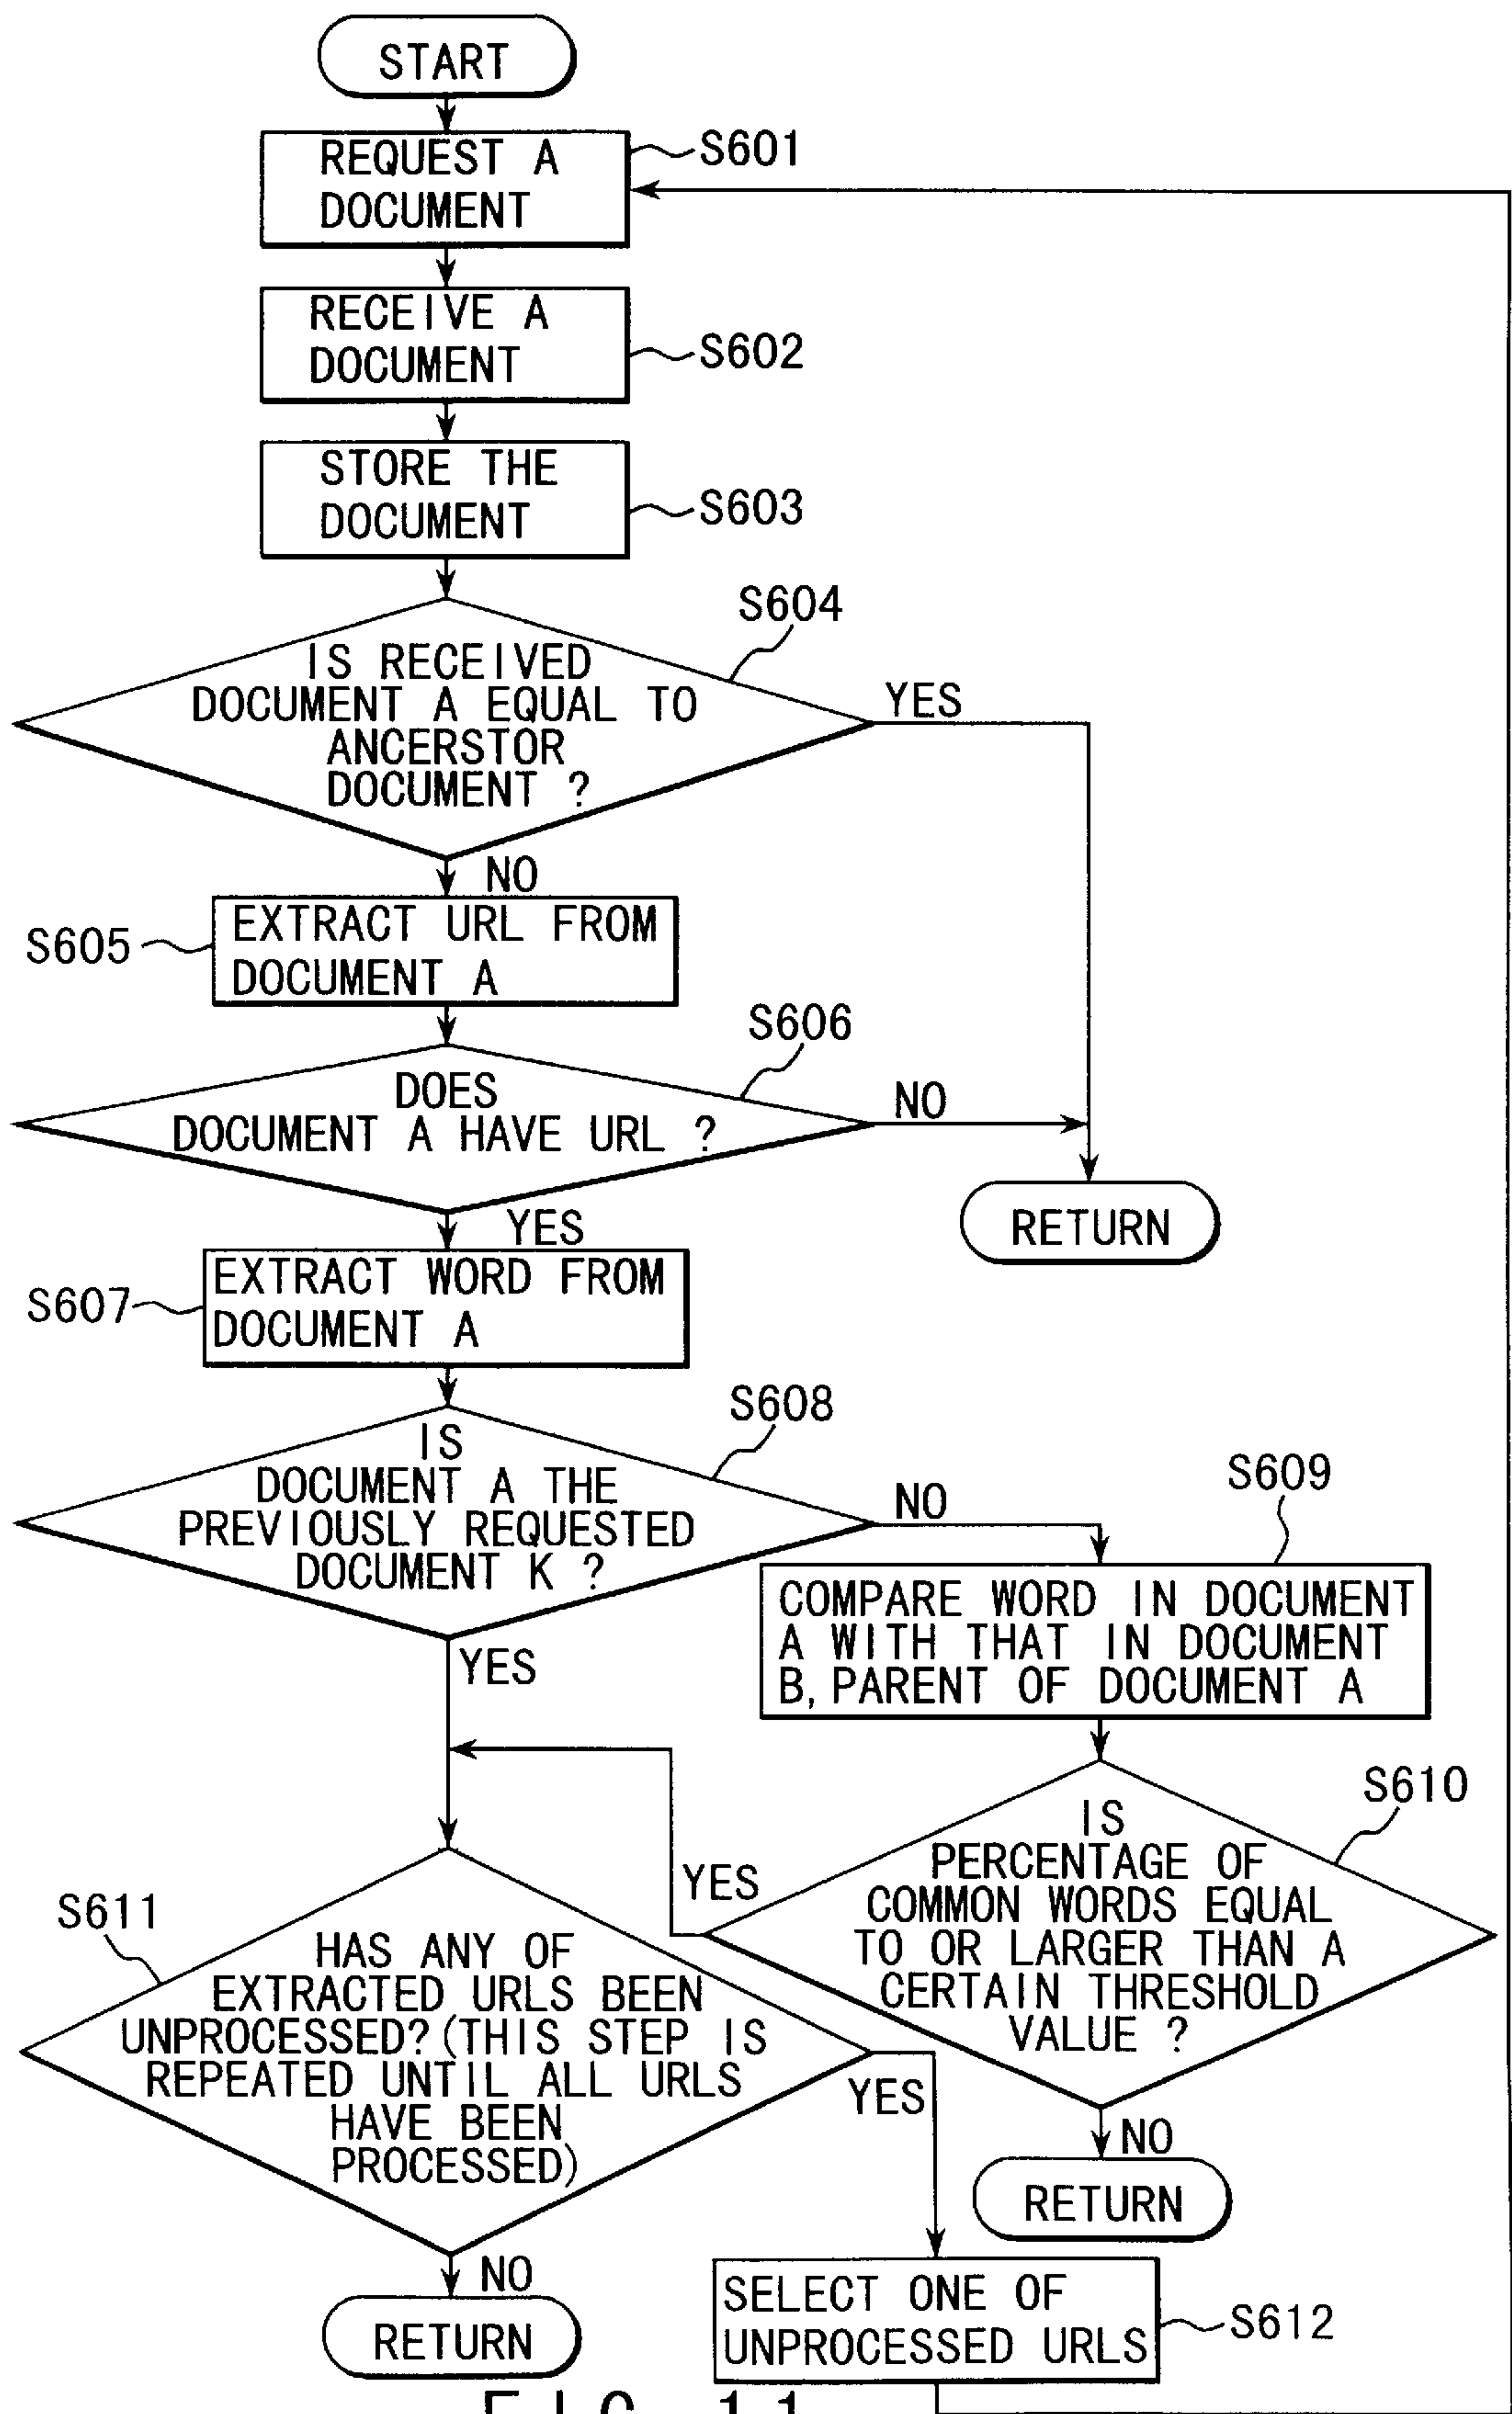 START
REQUEST A
DOCUMENT
S601
RECEIVE A
DOCUMENT
S602
STORE THE
DOCUMENT
S603
S604
IS RECEIVED
DOCUMENT A EQUAL TO
ANCERSTOR
DOCUMENT ?
YES
NO
S605
EXTRACT URL FROM
DOCUMENT A
S606
DOES
DOCUMENT A HAVE URL ?
NO
YES
RETURN
S607
EXTRACT WORD FROM
DOCUMENT A
S608
IS
DOCUMENT A THE
PREVIOUSLY REQUESTED
DOCUMENT K ?
NO
YES
S609
COMPARE WORD IN DOCUMENT
A WITH THAT IN DOCUMENT
B, PARENT OF DOCUMENT A
S610
IS
PERCENTAGE OF
COMMON WORDS EQUAL
TO OR LARGER THAN A
CERTAIN THRESHOLD
VALUE ?
YES
NO
RETURN
S611
HAS ANY OF
EXTRACTED URLS BEEN
UNPROCESSED?(THIS STEP IS
REPEATED UNTIL ALL URLS
HAVE BEEN
PROCESSED)
YES
NO
RETURN
SELECT ONE OF
UNPROCESSED URLS
S612
FIG. 11